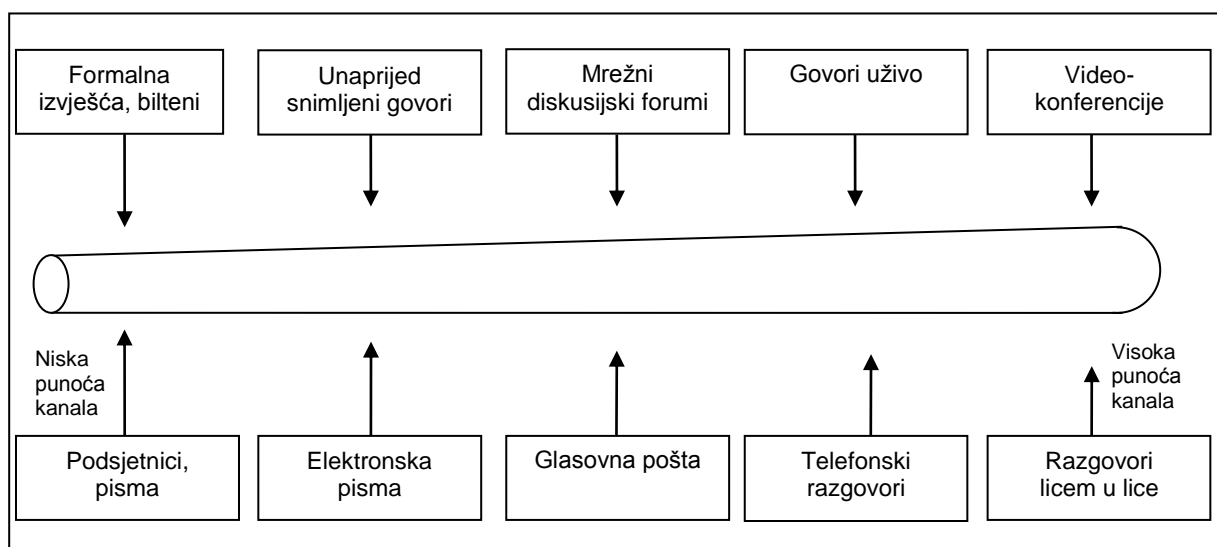 Formalna
izvješća, bilteni
Unaprijed
snimljeni govori
Mrežni
diskusijski forumi
Govori uživo
Video-
konferencije
Niska
punoća
kanala
Visoka
punoća
kanala
Podsjetnici,
pisma
Elektronska
pisma
Glasovna pošta
Telefonski
razgovori
Razgovori
licem u lice